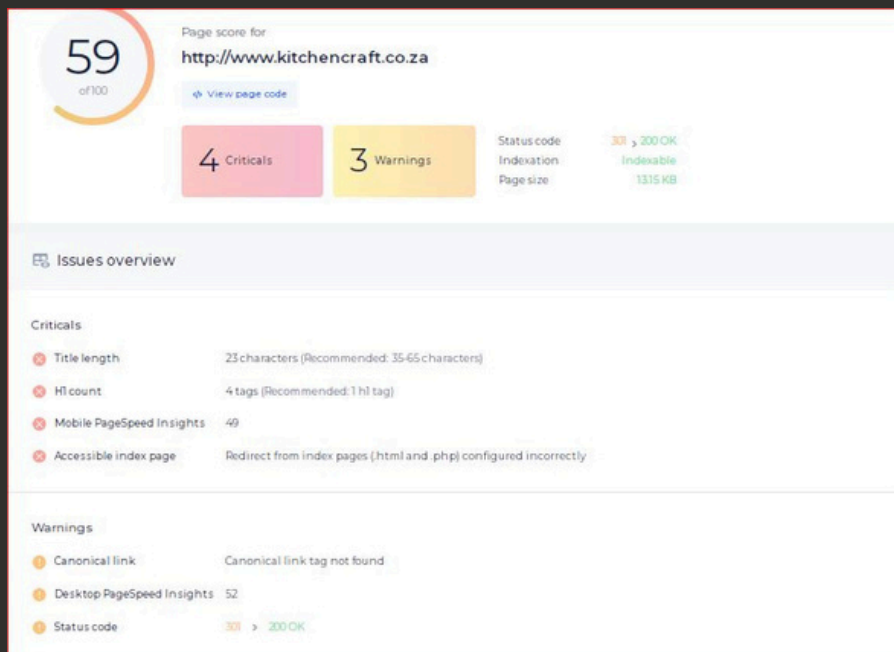 59
of 100
Page score for
http://www.kitchencraft.co.za
View page code
4 Criticals
3 Warnings
Status code 301 > 200 OK
Indexation Indexable
Page size 13.15 KB
Issues overview
Criticals
Title length 23 characters (Recommended: 35-65 characters)
H1 count 4 tags (Recommended: 1 h1 tag)
Mobile PageSpeed Insights 49
Accessible index page Redirect from index pages (.html and .php) configured incorrectly
Warnings
Canonical link Canonical link tag not found
Desktop PageSpeed Insights 52
Status code 301 > 200 OK